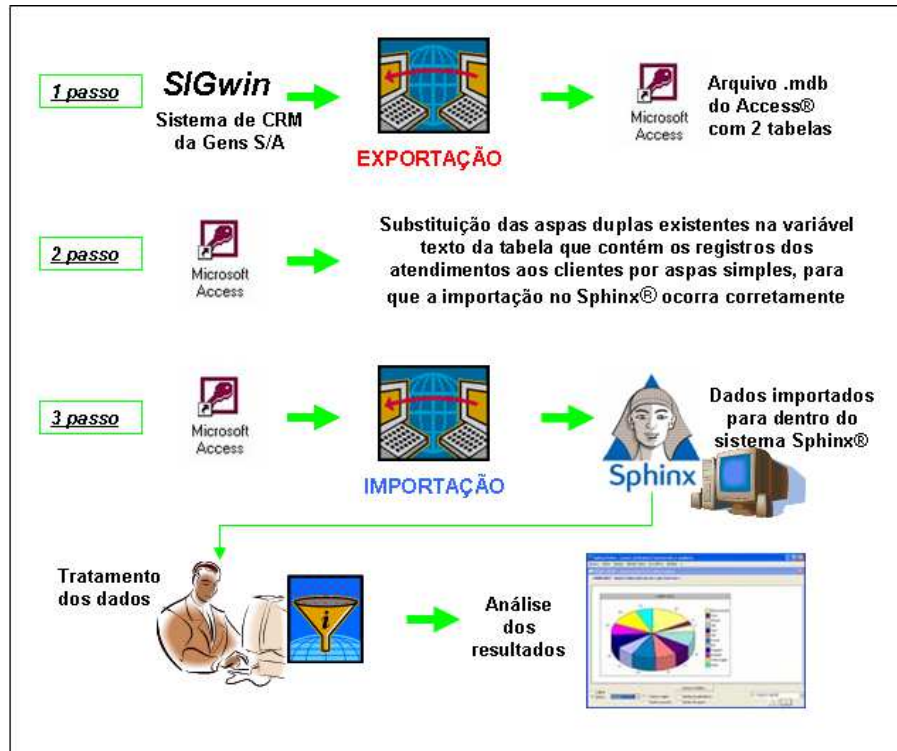 1 passo
SIGwin
Sistema de CRM
da Gens S/A
EXPORTAÇÃO
Microsoft
Access
Arquivo .mdb
do Access®
com 2 tabelas
2 passo
Microsoft
Access
Substituição das aspas duplas existentes na variável
texto da tabela que contém os registros dos
atendimentos aos clientes por aspas simples, para
que a importação no Sphinx® ocorra corretamente
3 passo
Microsoft
Access
IMPORTAÇÃO
Sphinx
Dados importados
para dentro do
sistema Sphinx®
Tratamento
dos dados
i
Análise
dos
resultados